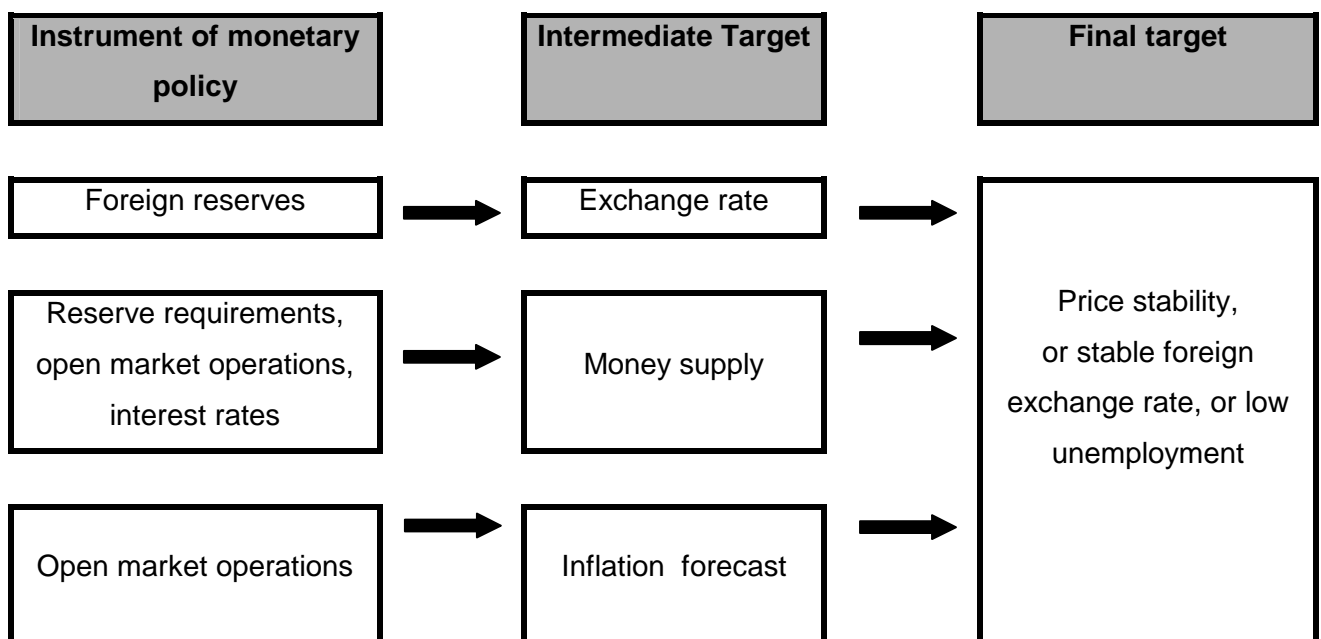 Instrument of monetary
policy
Intermediate Target
Final target
Foreign reserves
Exchange rate
Reserve requirements,
open market operations,
interest rates
Money supply
Open market operations
Inflation forecast
Price stability,
or stable foreign
exchange rate, or low
unemployment